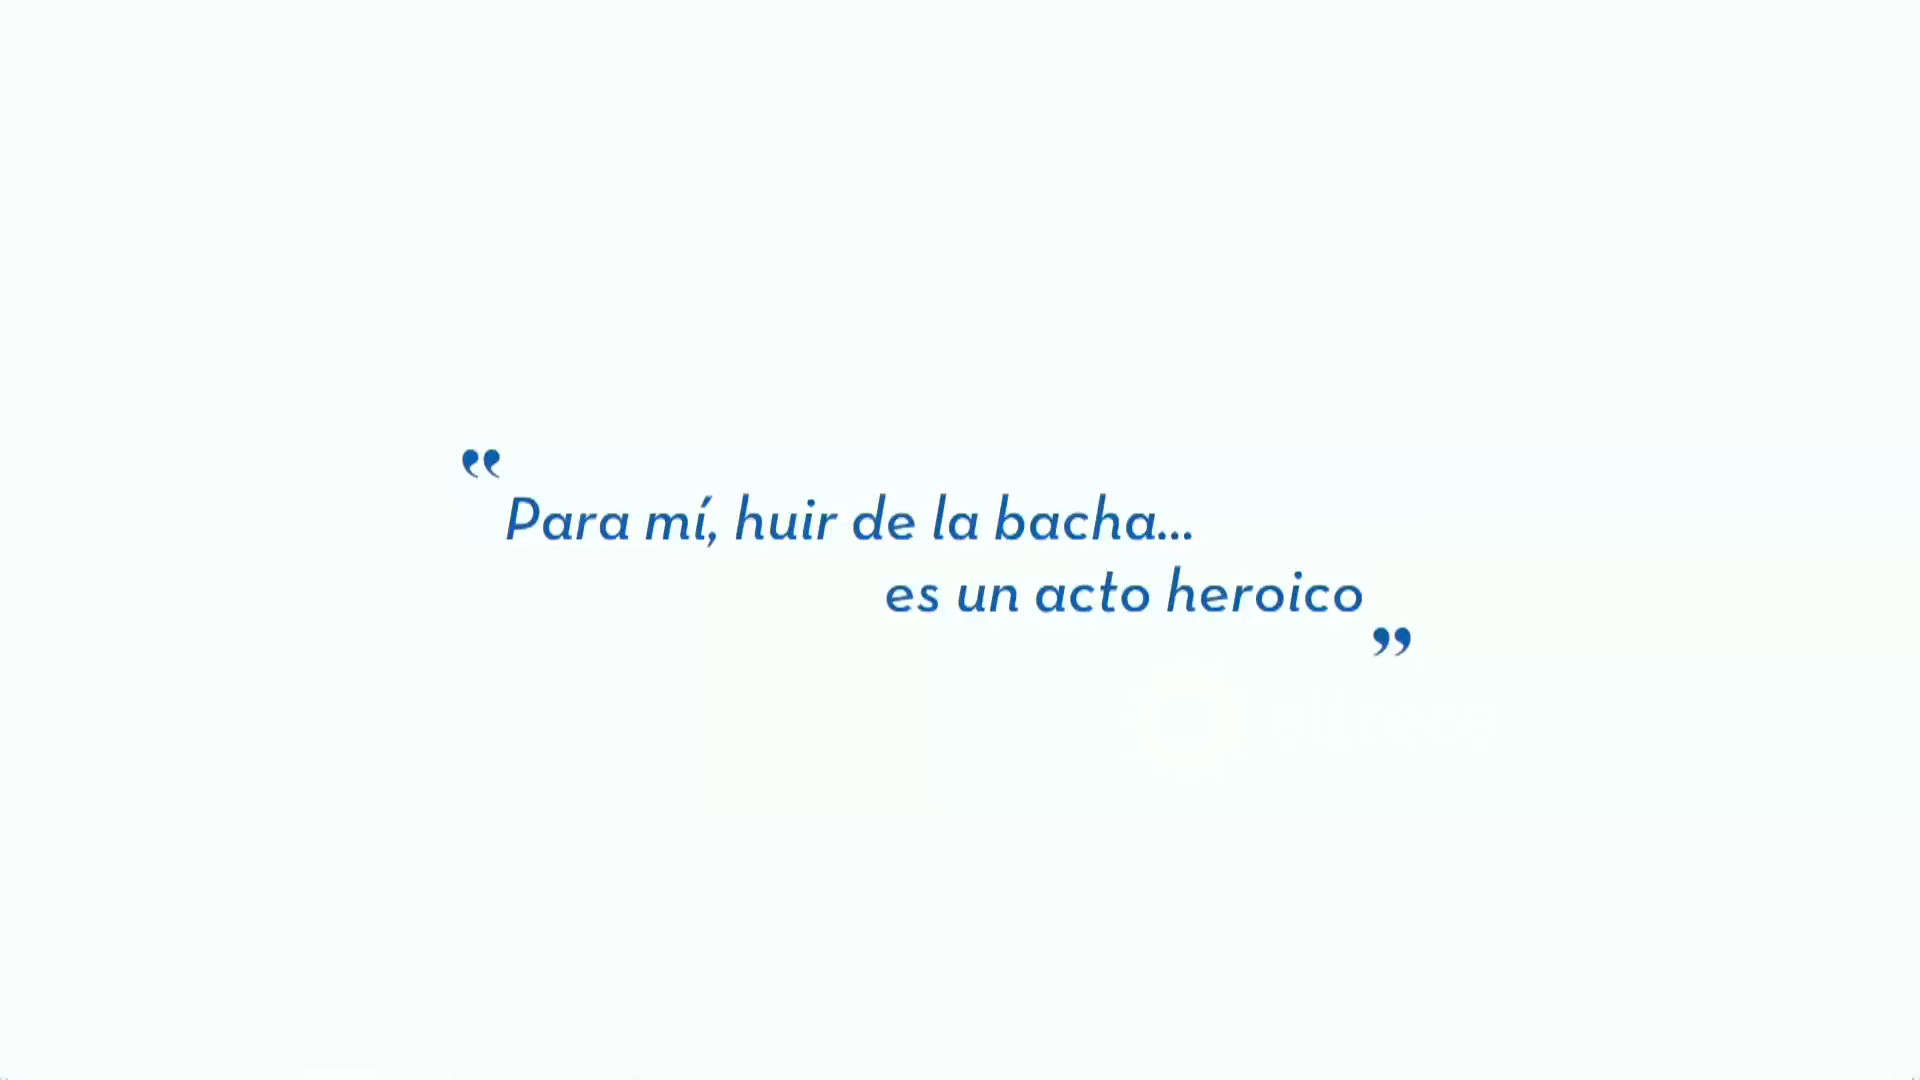 “Para mí, huir de la bacha...
es un acto heroico”